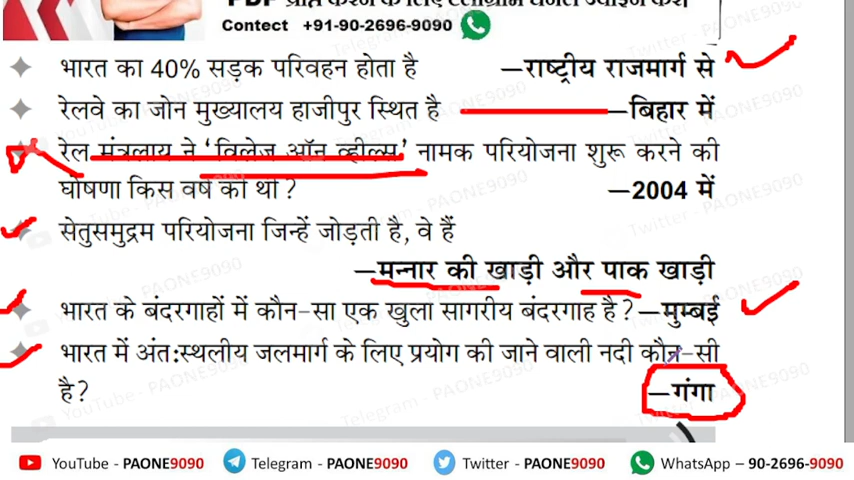 PDF प्राप्त करने के लिए टेलीग्राम चैनल ज्वाइन करें
Contect +91-90-2696-9090
भारत का 40% सड़क परिवहन होता है —राष्ट्रीय राजमार्ग से
रेलवे का जोन मुख्यालय हाजीपुर स्थित है —बिहार में
रेल मंत्रलाय ने ‘विलेज ऑन व्हील्स’ नामक परियोजना शुरू करने की
घोषणा किस वर्ष की थी? —2004 में
सेतुसमुद्रम परियोजना जिन्हें जोड़ती है, वे हैं
—मन्नार की खाड़ी और पाक खाड़ी
भारत के बंदरगाहों में कौन-सा एक खुला सागरीय बंदरगाह है? —मुम्बई
भारत में अंत:स्थलीय जलमार्ग के लिए प्रयोग की जाने वाली नदी कौन-सी
है? —गंगा
YouTube - PAONE9090 Telegram - PAONE9090 Twitter - PAONE9090 WhatsApp – 90-2696-9090